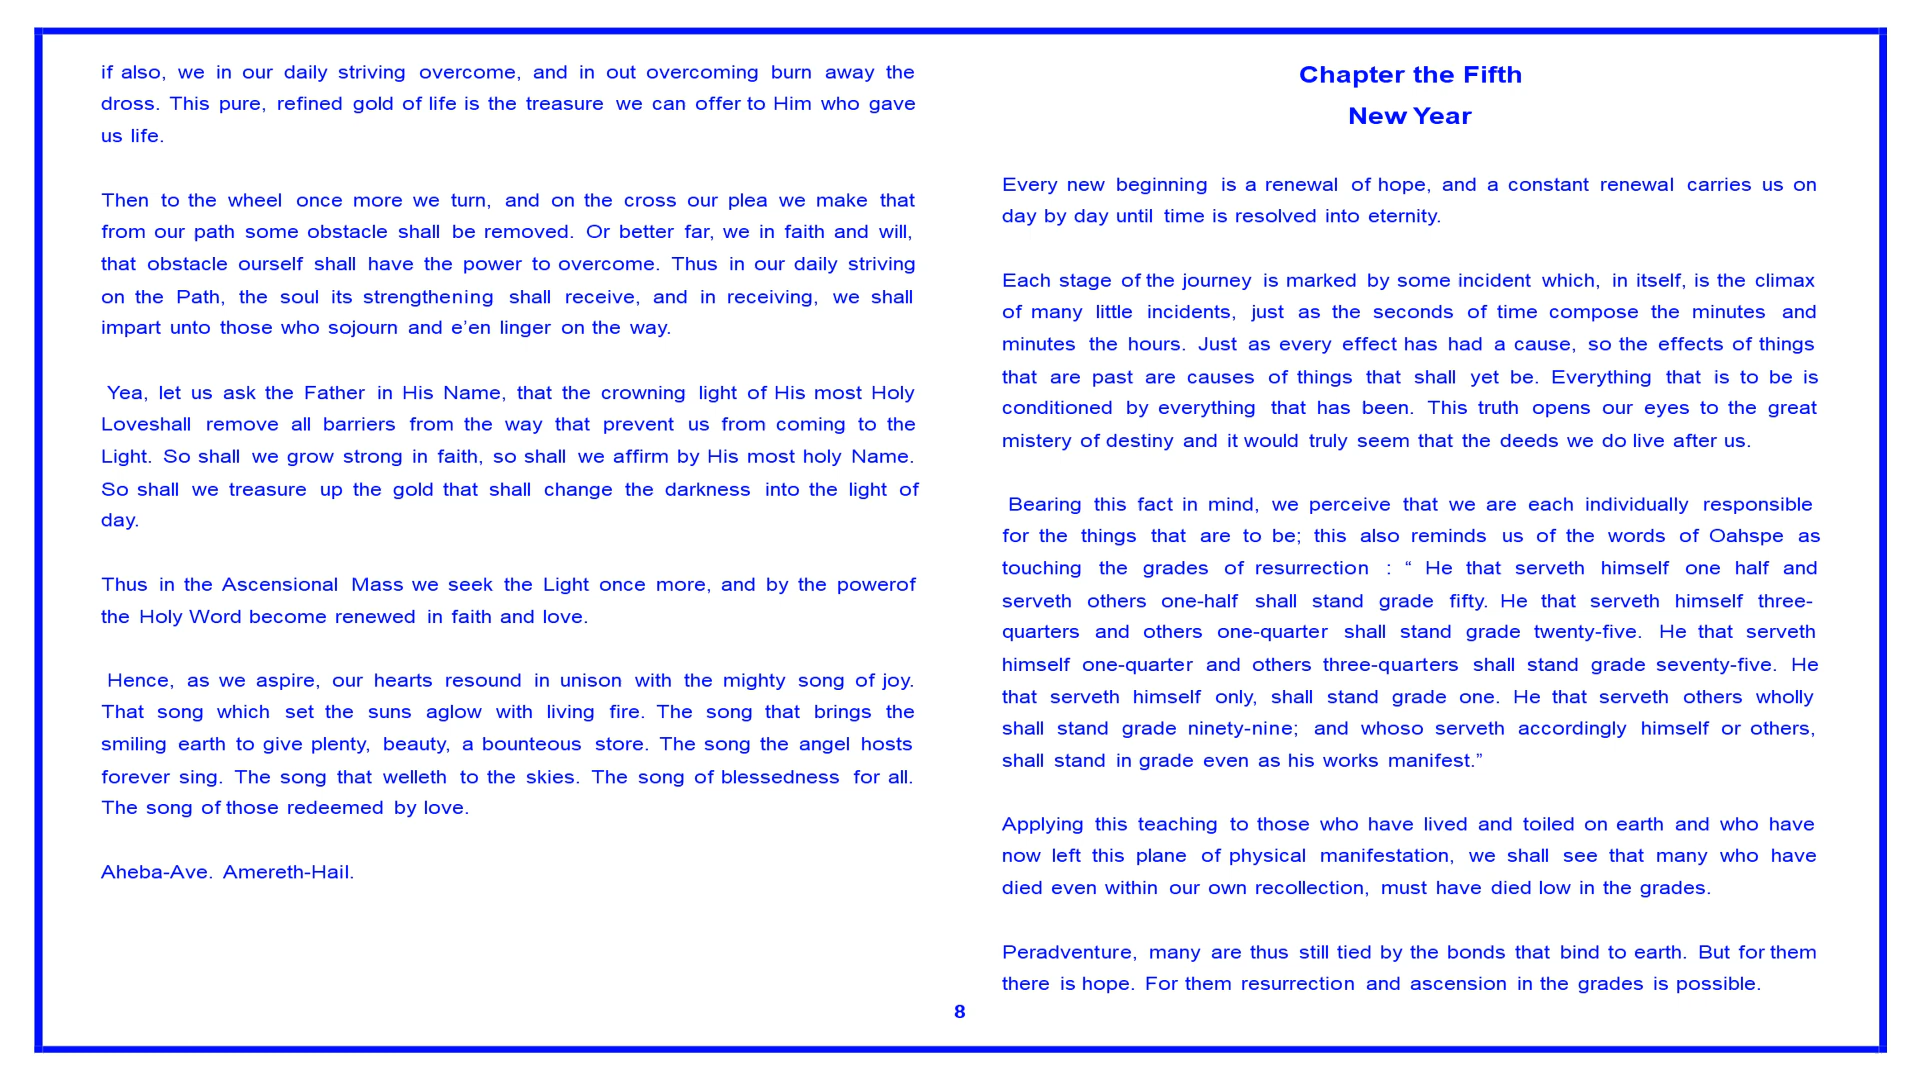 if also, we in our daily striving overcome, and in out overcoming burn away the
dross. This pure, refined gold of life is the treasure we can offer to Him who gave
us life.
Then to the wheel once more we turn, and on the cross our plea we make that
from our path some obstacle shall be removed. Or better far, we in faith and will,
that obstacle ourself shall have the power to overcome. Thus in our daily striving
on the Path, the soul its strengthening shall receive, and in receiving, we shall
impart unto those who sojourn and e’en linger on the way.
Yea, let us ask the Father in His Name, that the crowning light of His most Holy
Loveshall remove all barriers from the way that prevent us from coming to the
Light. So shall we grow strong in faith, so shall we affirm by His most holy Name.
So shall we treasure up the gold that shall change the darkness into the light of
day.
Thus in the Ascensional Mass we seek the Light once more, and by the powerof
the Holy Word become renewed in faith and love.
Hence, as we aspire, our hearts resound in unison with the mighty song of joy.
That song which set the suns aglow with living fire. The song that brings the
smiling earth to give plenty, beauty, a bounteous store. The song the angel hosts
forever sing. The song that welleth to the skies. The song of blessedness for all.
The song of those redeemed by love.
Aheba-Ave. Amereth-Hail.
Chapter the Fifth
New Year
Every new beginning is a renewal of hope, and a constant renewal carries us on
day by day until time is resolved into eternity.
Each stage of the journey is marked by some incident which, in itself, is the climax
of many little incidents, just as the seconds of time compose the minutes and
minutes the hours. Just as every effect has had a cause, so the effects of things
that are past are causes of things that shall yet be. Everything that is to be is
conditioned by everything that has been. This truth opens our eyes to the great
mistery of destiny and it would truly seem that the deeds we do live after us.
Bearing this fact in mind, we perceive that we are each individually responsible
for the things that are to be; this also reminds us of the words of Oahspe as
touching the grades of resurrection : “ He that serveth himself one half and
serveth others one-half shall stand grade fifty. He that serveth himself three-
quarters and others one-quarter shall stand grade twenty-five. He that serveth
himself one-quarter and others three-quarters shall stand grade seventy-five. He
that serveth himself only, shall stand grade one. He that serveth others wholly
shall stand grade ninety-nine; and whoso serveth accordingly himself or others,
shall stand in grade even as his works manifest.”
Applying this teaching to those who have lived and toiled on earth and who have
now left this plane of physical manifestation, we shall see that many who have
died even within our own recollection, must have died low in the grades.
Peradventure, many are thus still tied by the bonds that bind to earth. But for them
there is hope. For them resurrection and ascension in the grades is possible.
8